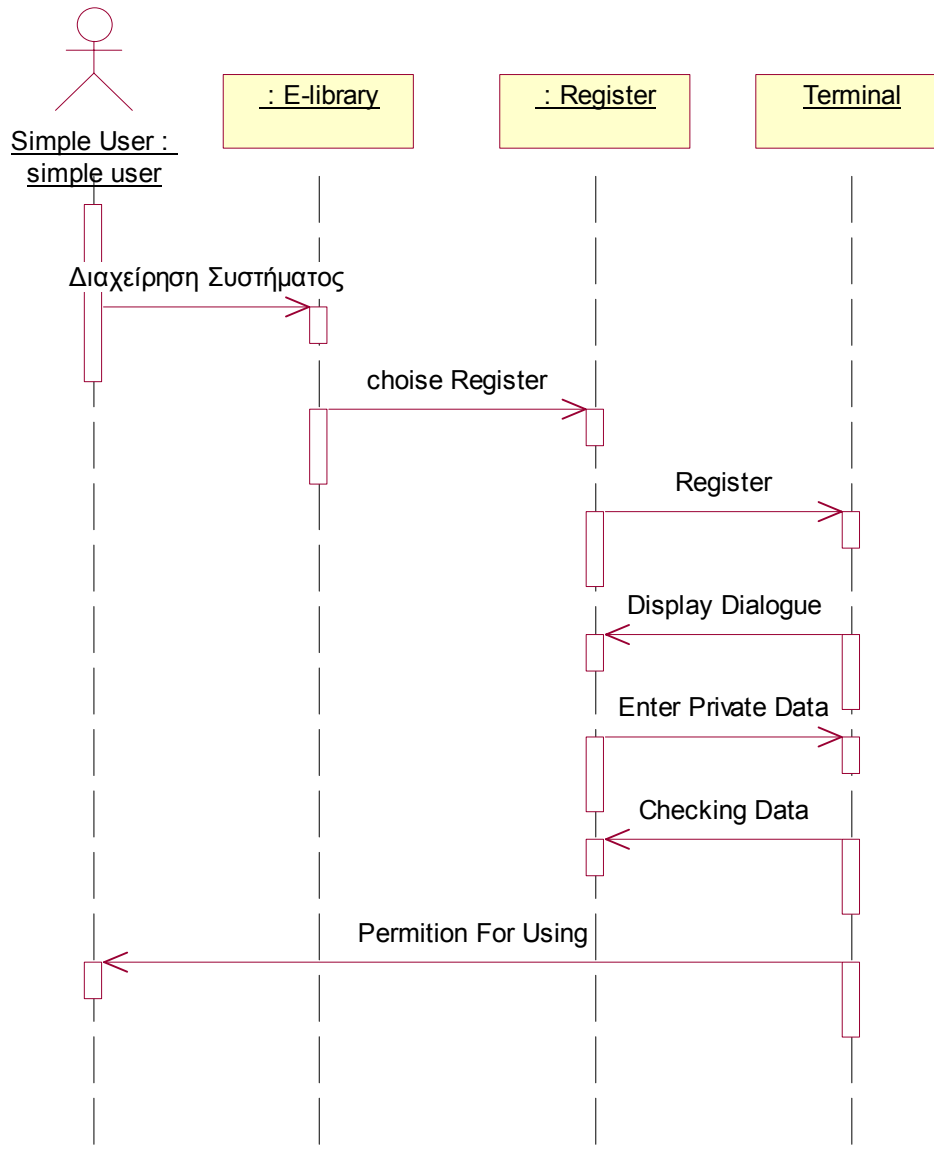 : E-library
: Register
Terminal
Simple User :
simple user
Διαχείρηση Συστήματος
choise Register
Register
Display Dialogue
Enter Private Data
Checking Data
Permition For Using